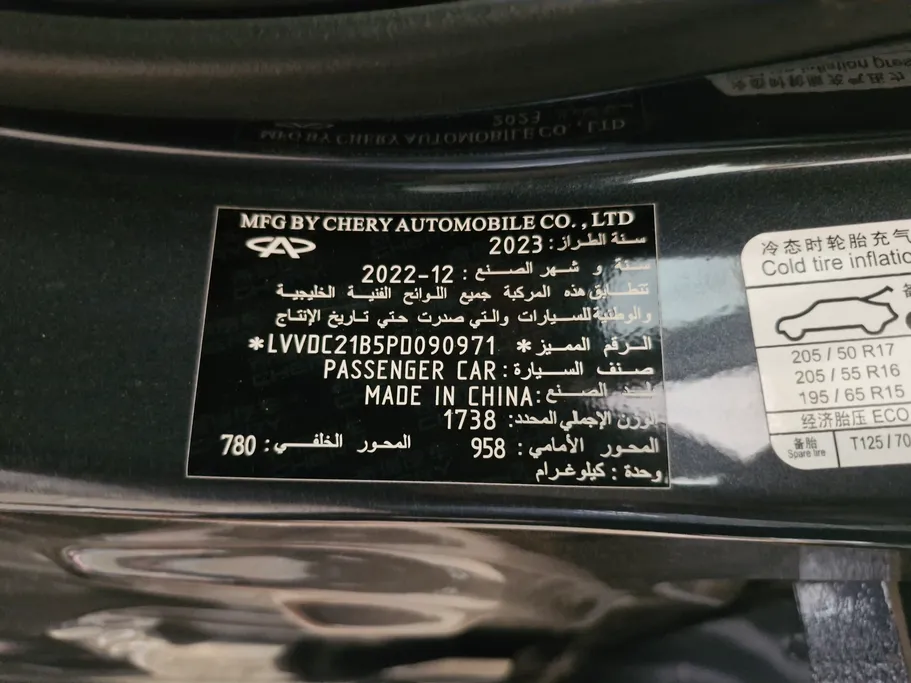 MFG BY CHERY AUTOMOBILE CO., LTD
سنة الطراز: 2023
سنة و شهر الصنع : 2022-12
تتطابق هذه المركبة جميع اللوائح الفنية الخليجية
والوطنية للسيارات والتي صدرت حتي تاريخ الإنتاج
الرقم المميز: *LVVDC21B5PD090971*
صنف السيارة: PASSENGER CAR
بلد الصنع: MADE IN CHINA
الوزن الإجمالي المحدد: 1738
المحور الأمامي : 958 المحور الخلفي : 780
وحدة : كيلوغرام
冷态时轮胎充气
Cold tire inflatio
205 / 50 R17
205 / 55 R16
195 / 65 R15
经济胎压 ECO
备胎
Spare tire
T125 / 70